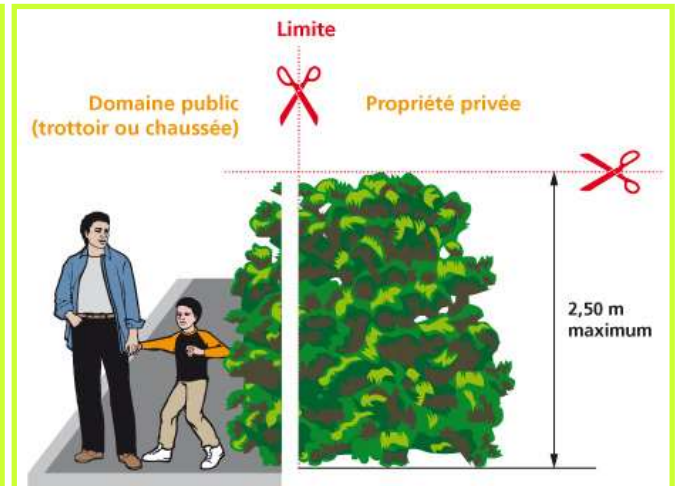 Limite
Domaine public
(trottoir ou chaussée)
Propriété privée
2,50 m
maximum